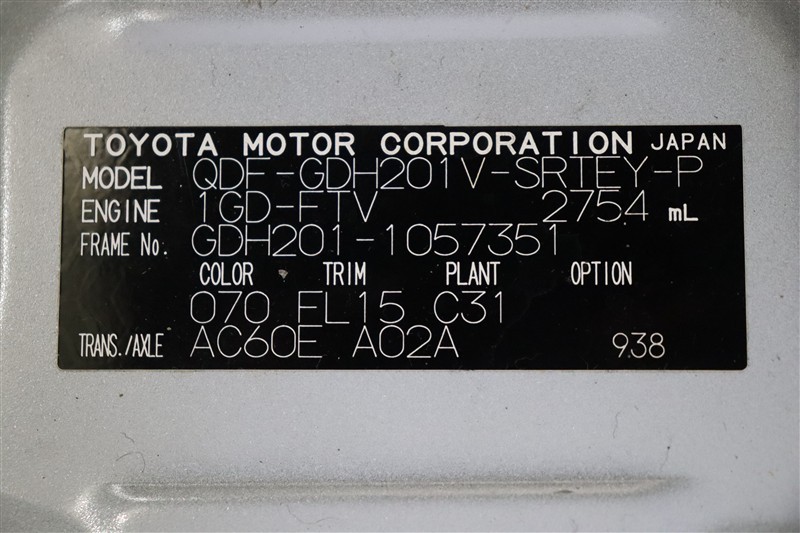 TOYOTA MOTOR CORPORATION JAPAN
MODEL QDF-GDH201V-SRTEY-P
ENGINE 1GD-FTV 2754 mL
FRAME No. GDH201-1057351
COLOR TRIM PLANT OPTION
070 FL15 C31
TRANS./AXLE AC60E A02A 938